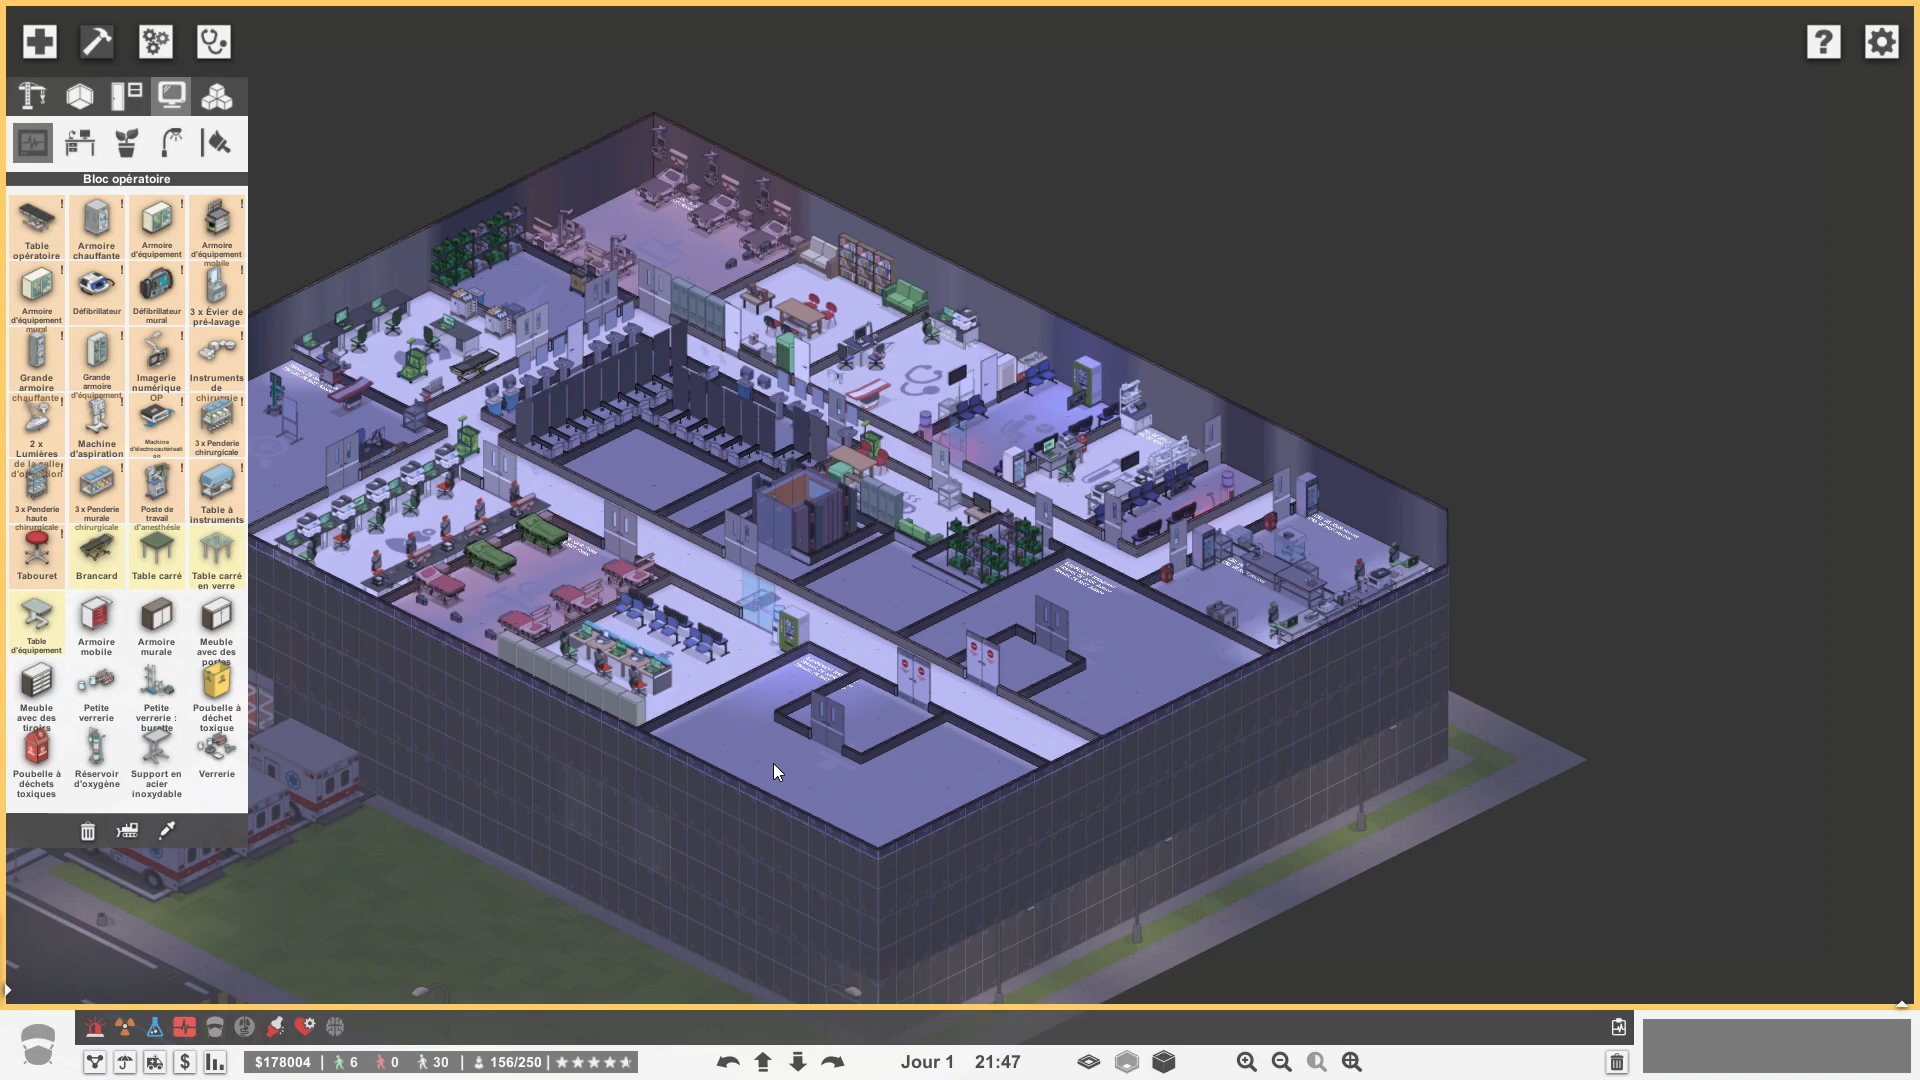 Bloc opératoire
Table opératoire
Armoire chauffante
Armoire d'équipement
Armoire d'équipement mobile
Armoire d'équipement mural
Défibrillateur
Défibrillateur mural
3 x Évier de pré-lavage
Grande armoire chauffante
Grande armoire d'équipement
Imagerie numérique OP
Instruments de chirurgie
2 x Lumières de la salle d'opération
Machine d'aspiration
Machine d'électrocautérisation
3 x Penderie chirurgicale
3 x Penderie haute chirurgicale
3 x Penderie murale chirurgicale
Poste de travail d'anesthésie
Table à instruments
Tabouret
Brancard
Table carré
Table carré en verre
Table d'équipement
Armoire mobile
Armoire murale
Meuble avec des portes
Meuble avec des tiroirs
Petite verrerie
Petite verrerie : burette
Poubelle à déchet toxique
Poubelle à déchets toxiques
Réservoir d'oxygène
Support en acier inoxydable
Verrerie
$178004 | 6 0 30 | 156/250 |
Jour 1 21:47